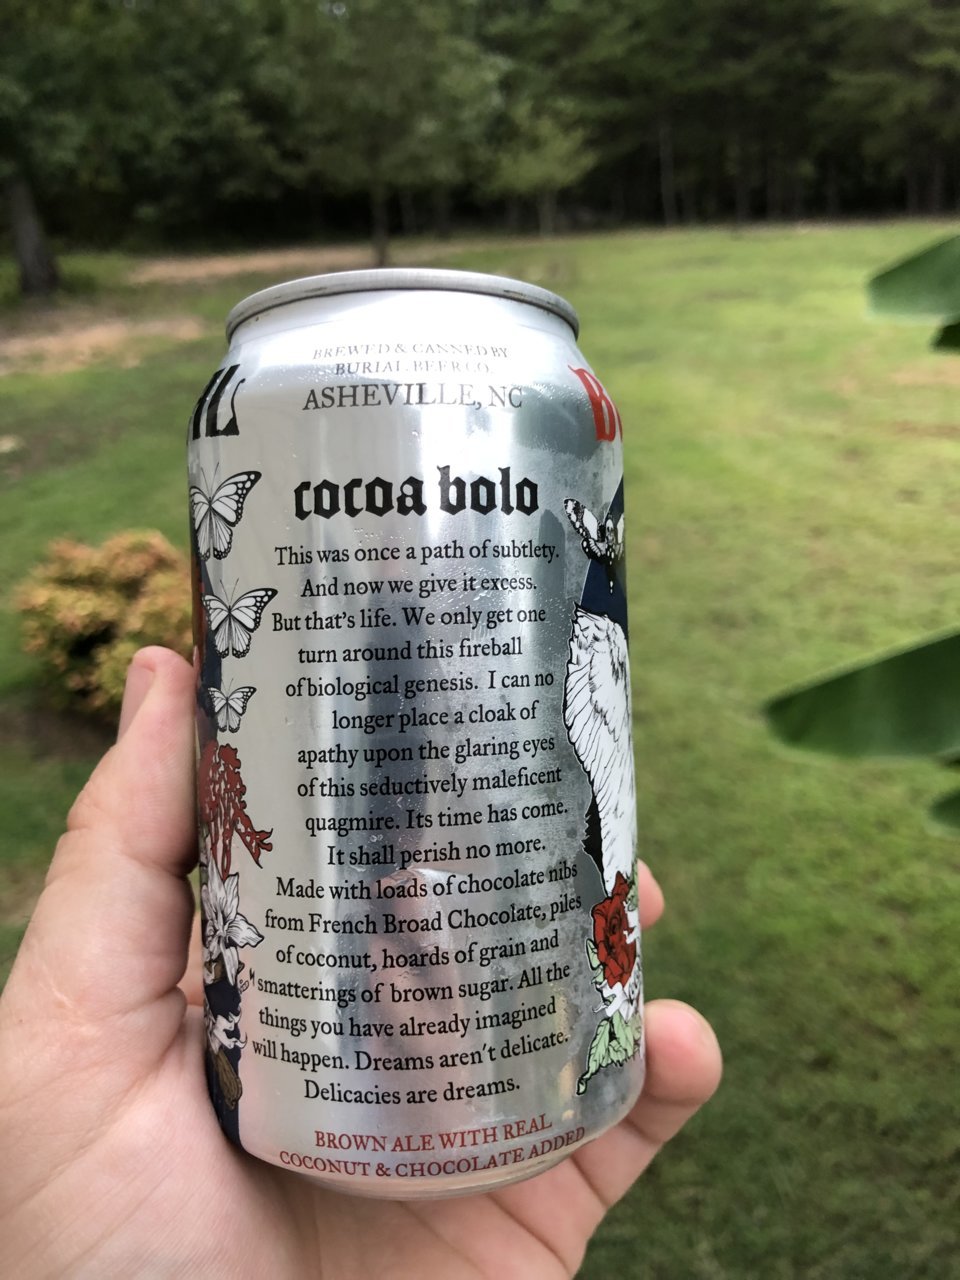 BREWED & CANNED BY
BURIAL BEER CO.
ASHEVILLE, NC
cocoa bolo
This was once a path of subtlety.
And now we give it excess.
But that's life. We only get one
turn around this fireball
of biological genesis. I can no
longer place a cloak of
apathy upon the glaring eyes
of this seductively maleficent
quagmire. Its time has come.
It shall perish no more.
Made with loads of chocolate nibs
from French Broad Chocolate, piles
of coconut, hoards of grain and
smatterings of brown sugar. All the
things you have already imagined
will happen. Dreams aren't delicate.
Delicacies are dreams.
BROWN ALE WITH REAL
COCONUT & CHOCOLATE ADDED